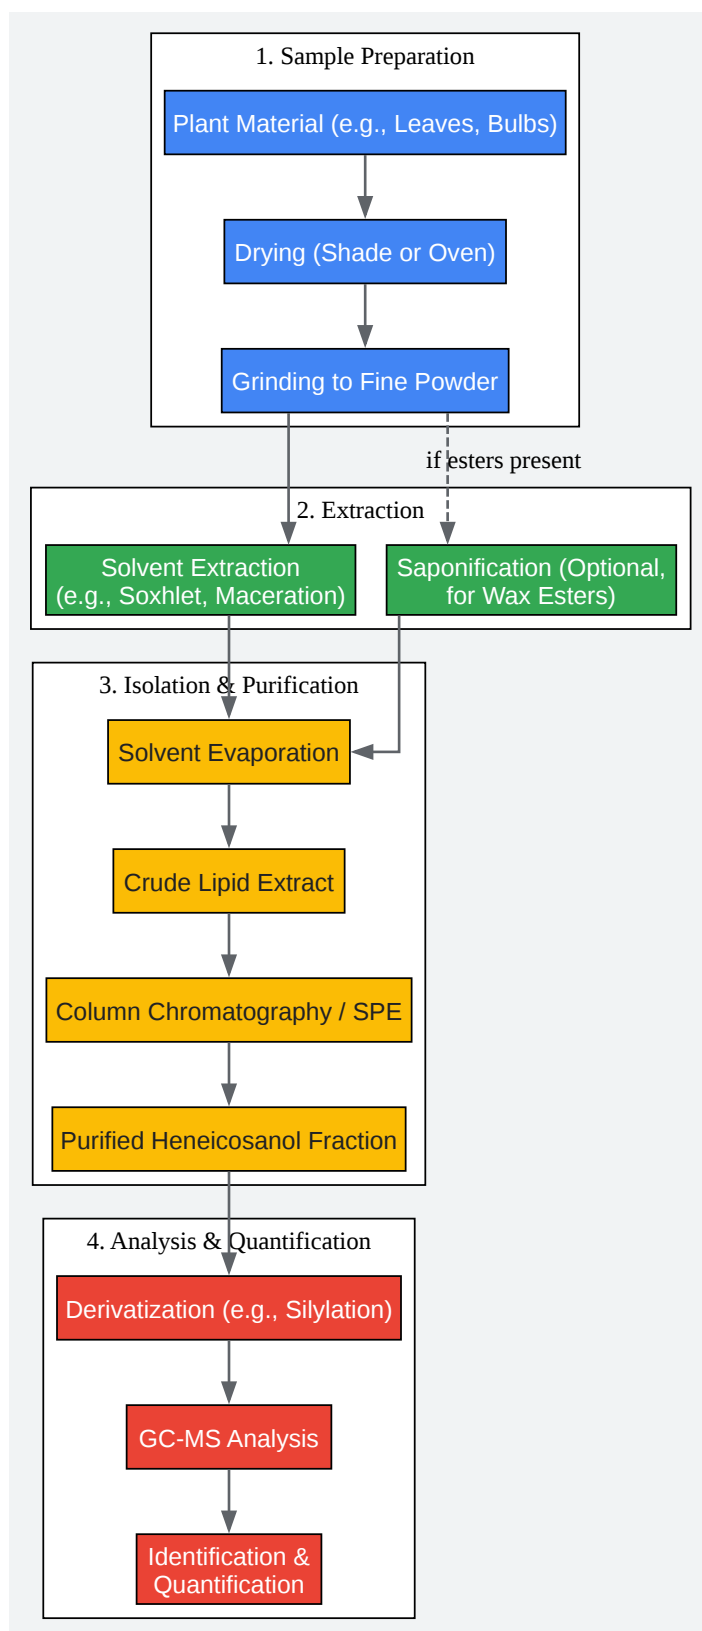 1. Sample Preparation
Plant Material (e.g., Leaves, Bulbs)
Drying (Shade or Oven)
Grinding to Fine Powder
if esters present
2. Extraction
Solvent Extraction
(e.g., Soxhlet, Maceration)
Saponification (Optional,
for Wax Esters)
3. Isolation & Purification
Solvent Evaporation
Crude Lipid Extract
Column Chromatography / SPE
Purified Heneicosanol Fraction
4. Analysis & Quantification
Derivatization (e.g., Silylation)
GC-MS Analysis
Identification &
Quantification